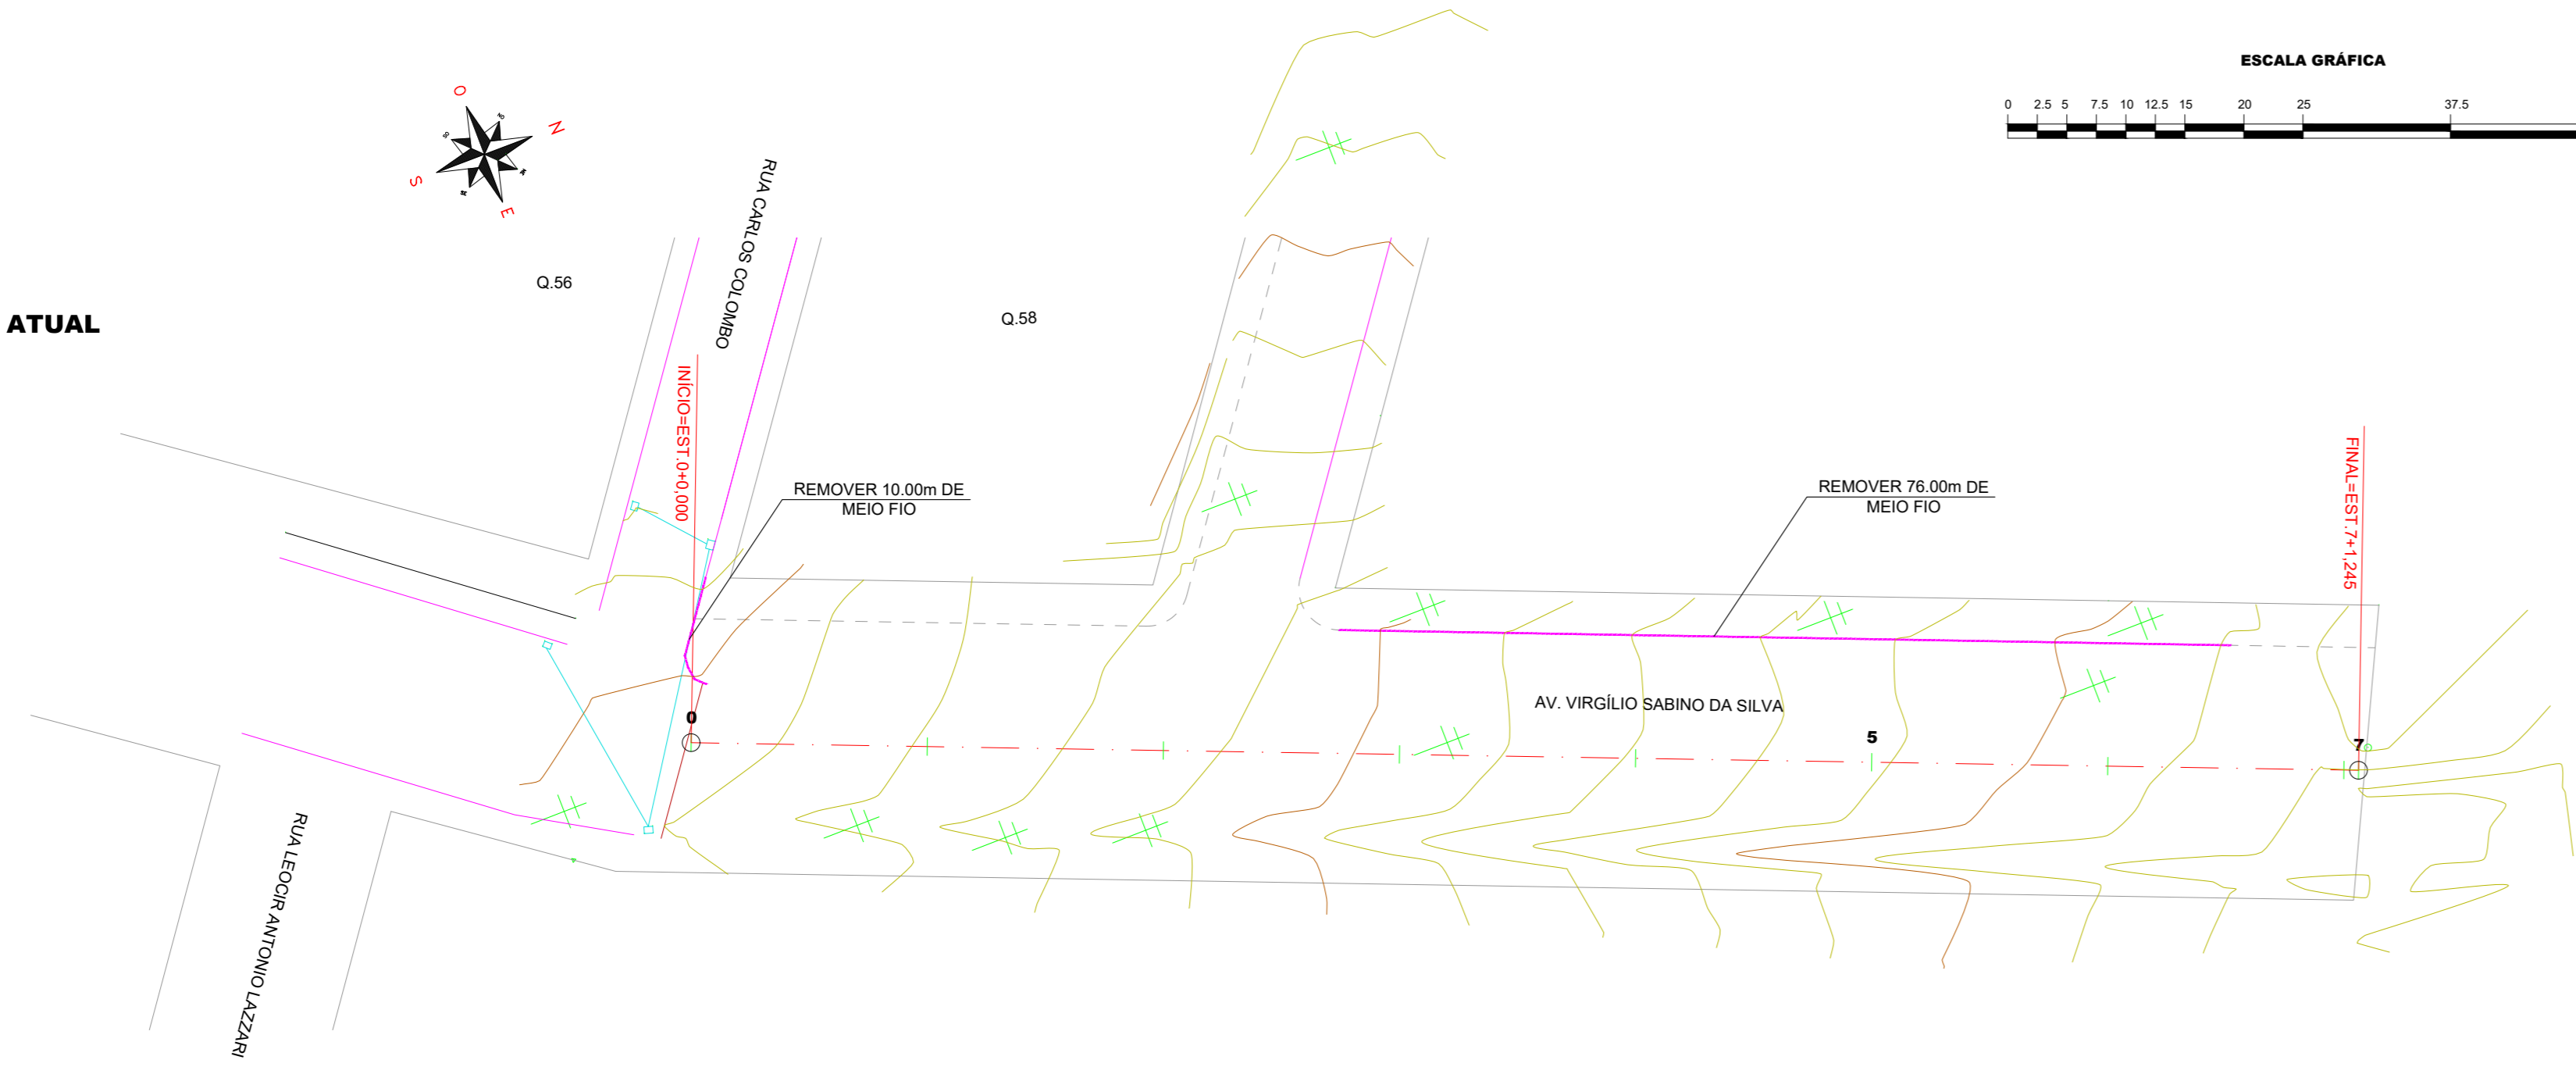 ESCALA GRÁFICA
0 2.5 5 7.5 10 12.5 15 20 25 37.5
O
N
S
E
NO
SO
RUA CARLOS COLOMBO
Q.56
Q.58
ATUAL
INÍCIO=EST.0+0,000
REMOVER 10.00m DE
MEIO FIO
REMOVER 76.00m DE
MEIO FIO
FINAL=EST.7+1,245
AV. VIRGÍLIO SABINO DA SILVA
0
5
7
RUA LEOCIR ANTONIO LAZZARI